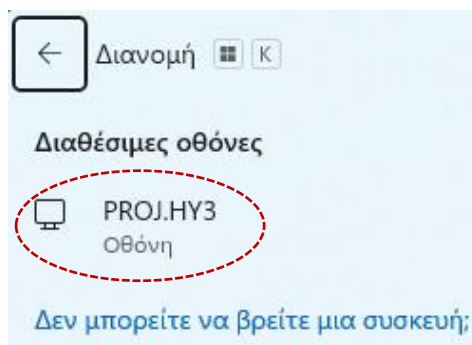 ← Διανομή K
Διαθέσιμες οθόνες
PROJ.HY3
Οθόνη
Δεν μπορείτε να βρείτε μια συσκευή;